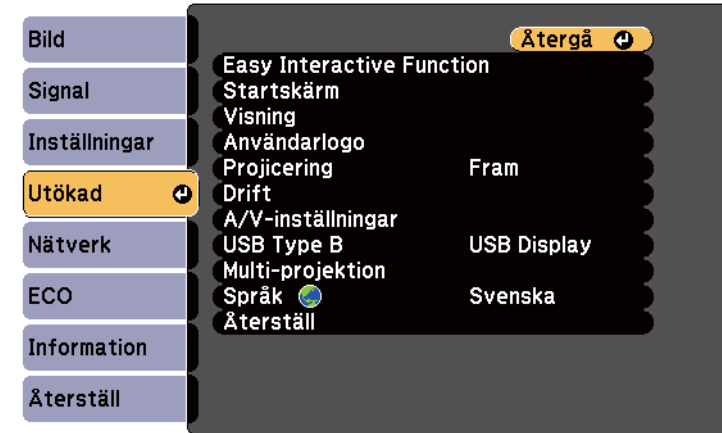 Bild
Signal
Inställningar
Utökad
Nätverk
ECO
Information
Återställ
Återgå
Easy Interactive Function
Startskärm
Visning
Användarlogo
Projicering Fram
Drift
A/V-inställningar
USB Type B USB Display
Multi-projektion
Språk Svenska
Återställ